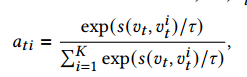 a_{ti} = \frac{\exp(s(v_t, v_t^i)/\tau)}{\sum_{i=1}^{K} \exp(s(v_t, v_t^i)/\tau)},